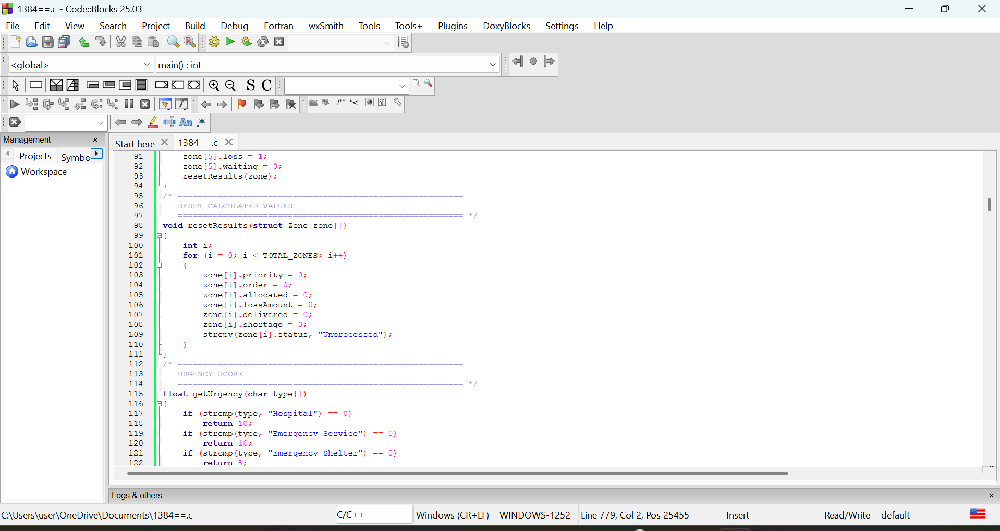 1384==.c - Code::Blocks 25.03
File Edit View Search Project Build Debug Fortran wxSmith Tools Tools+ Plugins DoxyBlocks Settings Help
<global> main() : int
S C
/** *<
Aa .*
Management
Projects Symbo
Workspace
Start here 1384==.c
91 zone[5].loss = 1;
92 zone[5].waiting = 0;
93 resetResults(zone);
94 }
95 /* =========================================================
96 RESET CALCULATED VALUES
97 ========================================================= */
98 void resetResults(struct Zone zone[])
99 {
100 int i;
101 for (i = 0; i < TOTAL_ZONES; i++)
102 {
103 zone[i].priority = 0;
104 zone[i].order = 0;
105 zone[i].allocated = 0;
106 zone[i].lossAmount = 0;
107 zone[i].delivered = 0;
108 zone[i].shortage = 0;
109 strcpy(zone[i].status, "Unprocessed");
110 }
111 }
112 /* =========================================================
113 URGENCY SCORE
114 ========================================================= */
115 float getUrgency(char type[])
116 {
117 if (strcmp(type, "Hospital") == 0)
118 return 10;
119 if (strcmp(type, "Emergency Service") == 0)
120 return 10;
121 if (strcmp(type, "Emergency Shelter") == 0)
122 return 8;
Logs & others
C:\Users\user\OneDrive\Documents\1384==.c C/C++ Windows (CR+LF) WINDOWS-1252 Line 779, Col 2, Pos 25455 Insert Read/Write default